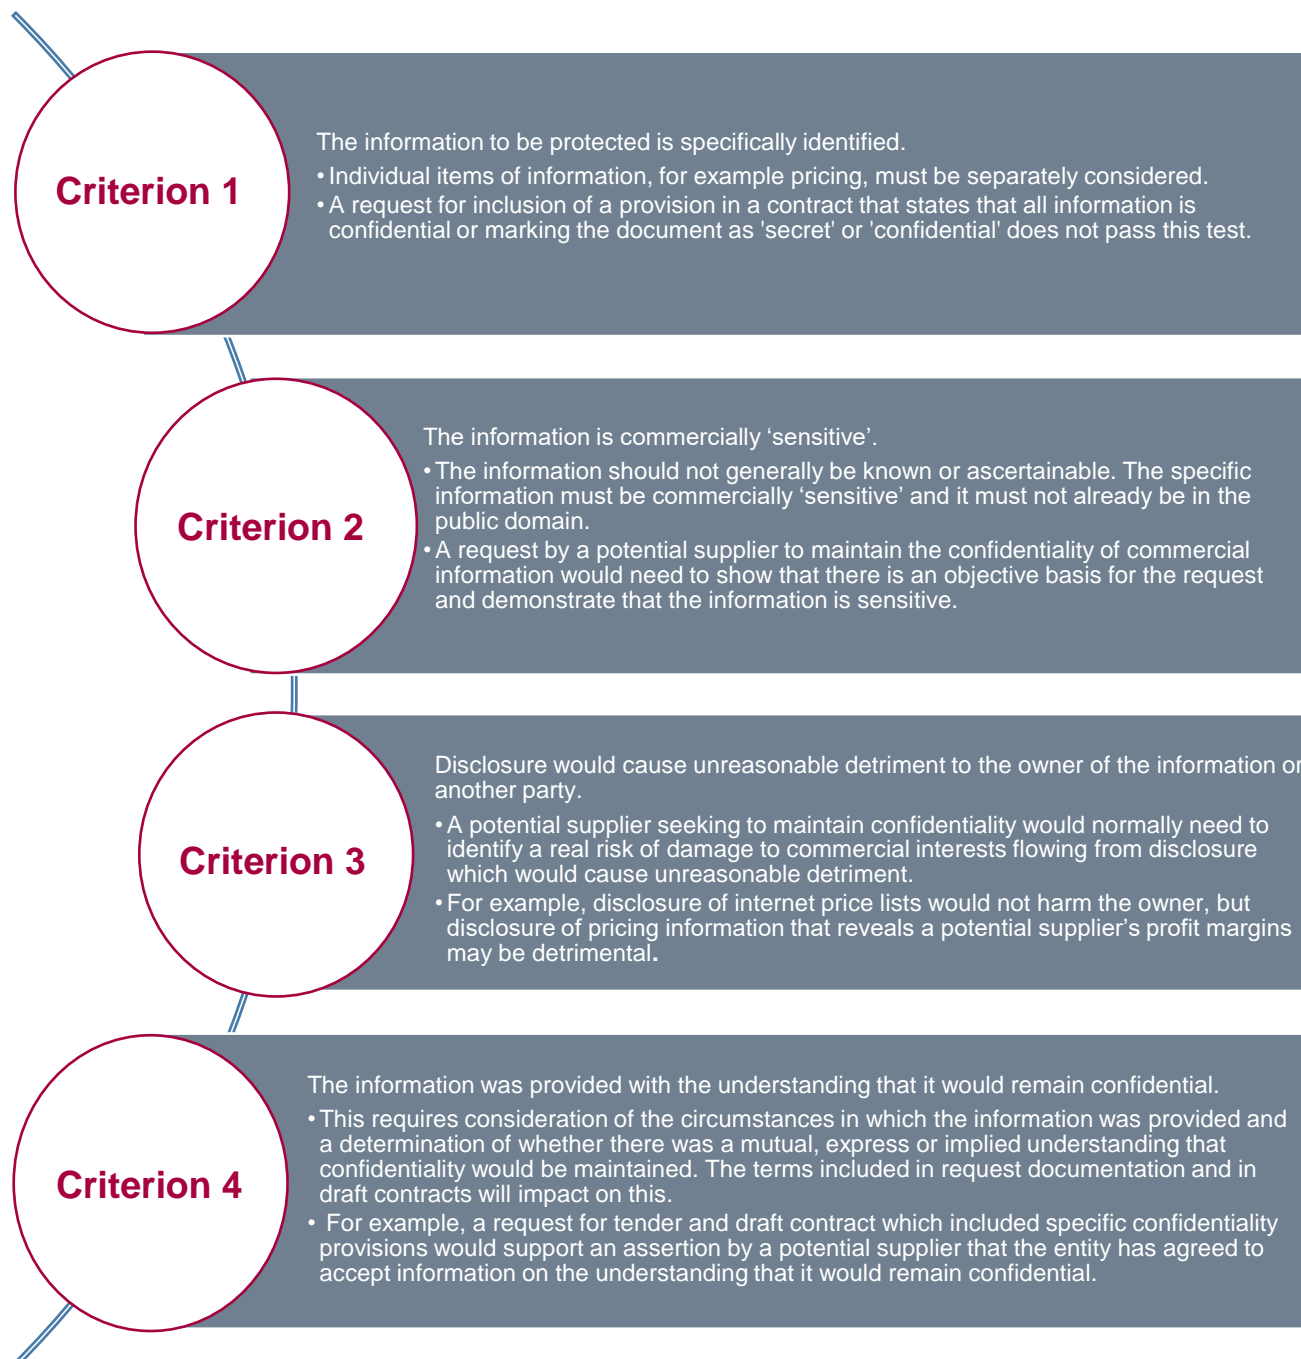 Criterion 1
The information to be protected is specifically identified.
• Individual items of information, for example pricing, must be separately considered.
• A request for inclusion of a provision in a contract that states that all information is
confidential or marking the document as 'secret' or 'confidential' does not pass this test.
Criterion 2
The information is commercially ‘sensitive’.
• The information should not generally be known or ascertainable. The specific
information must be commercially ‘sensitive’ and it must not already be in the
public domain.
• A request by a potential supplier to maintain the confidentiality of commercial
information would need to show that there is an objective basis for the request
and demonstrate that the information is sensitive.
Criterion 3
Disclosure would cause unreasonable detriment to the owner of the information or
another party.
• A potential supplier seeking to maintain confidentiality would normally need to
identify a real risk of damage to commercial interests flowing from disclosure
which would cause unreasonable detriment.
• For example, disclosure of internet price lists would not harm the owner, but
disclosure of pricing information that reveals a potential supplier’s profit margins
may be detrimental.
Criterion 4
The information was provided with the understanding that it would remain confidential.
• This requires consideration of the circumstances in which the information was provided and
a determination of whether there was a mutual, express or implied understanding that
confidentiality would be maintained. The terms included in request documentation and in
draft contracts will impact on this.
• For example, a request for tender and draft contract which included specific confidentiality
provisions would support an assertion by a potential supplier that the entity has agreed to
accept information on the understanding that it would remain confidential.